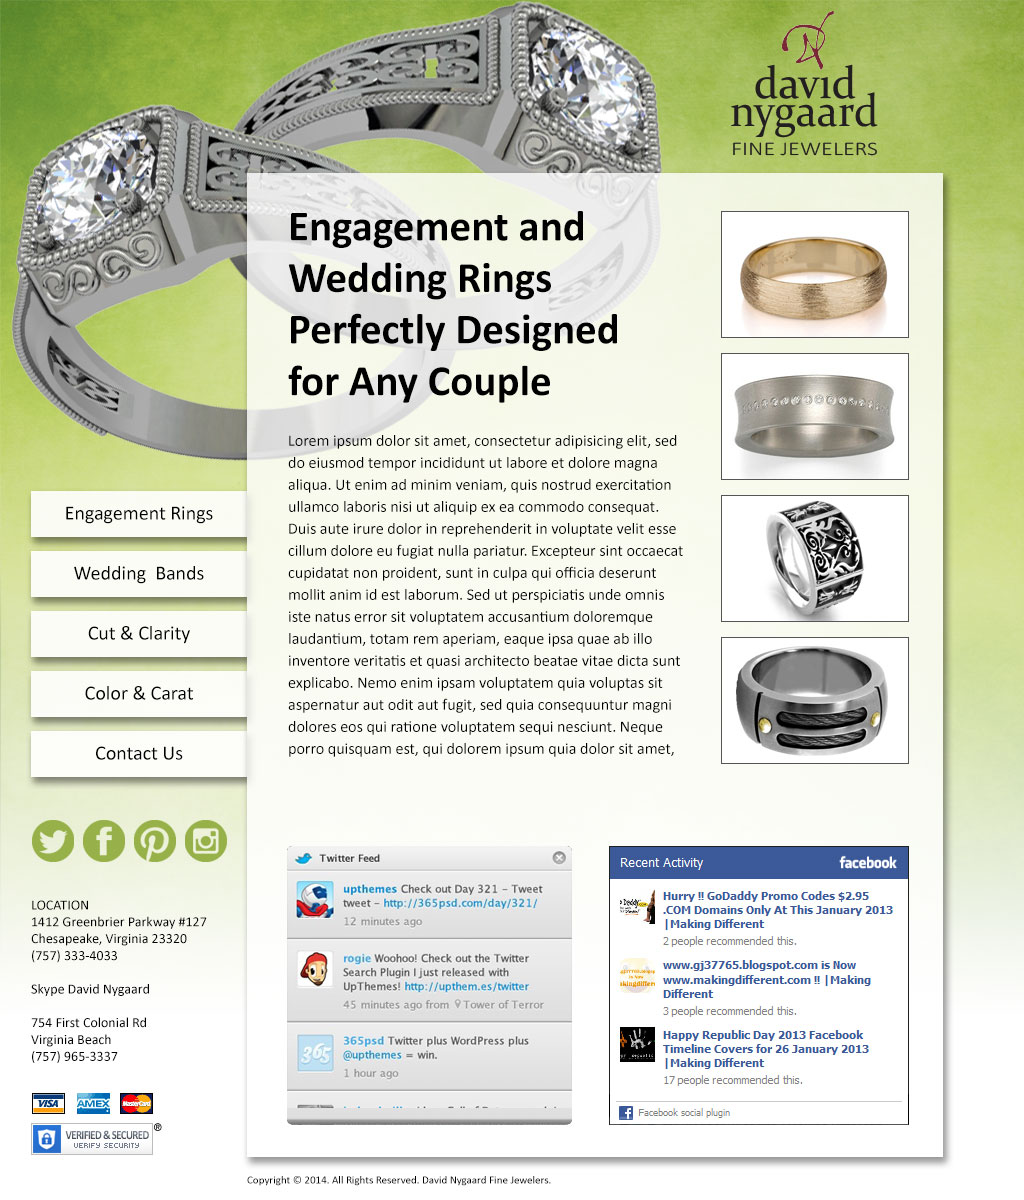 david
nygaard
FINE JEWELERS
Engagement and
Wedding Rings
Perfectly Designed
for Any Couple
Lorem ipsum dolor sit amet, consectetur adipisicing elit, sed
do eiusmod tempor incididunt ut labore et dolore magna
aliqua. Ut enim ad minim veniam, quis nostrud exercitation
ullamco laboris nisi ut aliquip ex ea commodo consequat.
Duis aute irure dolor in reprehenderit in voluptate velit esse
cillum dolore eu fugiat nulla pariatur. Excepteur sint occaecat
cupidatat non proident, sunt in culpa qui officia deserunt
mollit anim id est laborum. Sed ut perspiciatis unde omnis
iste natus error sit voluptatem accusantium doloremque
laudantium, totam rem aperiam, eaque ipsa quae ab illo
inventore veritatis et quasi architecto beatae vitae dicta sunt
explicabo. Nemo enim ipsam voluptatem quia voluptas sit
aspernatur aut odit aut fugit, sed quia consequuntur magni
dolores eos qui ratione voluptatem sequi nesciunt. Neque
porro quisquam est, qui dolorem ipsum quia dolor sit amet,
Engagement Rings
Wedding Bands
Cut & Clarity
Color & Carat
Contact Us
LOCATION
1412 Greenbrier Parkway #127
Chesapeake, Virginia 23320
(757) 333-4033
Skype David Nygaard
754 First Colonial Rd
Virginia Beach
(757) 965-3337
VISA AMEX MasterCard
VERIFIED & SECURED ®
VERIFY SECURITY
Twitter Feed
upthemes Check out Day 321 – Tweet
tweet – http://365psd.com/day/321/
12 minutes ago
rogie Woohoo! Check out the Twitter
Search Plugin I just released with
UpThemes! http://upthem.es/twitter
45 minutes ago from Tower of Terror
365
365psd Twitter plus WordPress plus
@upthemes = win.
1 hour ago
Recent Activity facebook
Hurry !! GoDaddy Promo Codes $2.95
.COM Domains Only At This January 2013
|Making Different
2 people recommended this.
www.gj37765.blogspot.com is Now
www.makingdifferent.com !! |Making
Different
3 people recommended this.
Happy Republic Day 2013 Facebook
Timeline Covers for 26 January 2013
|Making Different
17 people recommended this.
Facebook social plugin
Copyright © 2014. All Rights Reserved. David Nygaard Fine Jewelers.